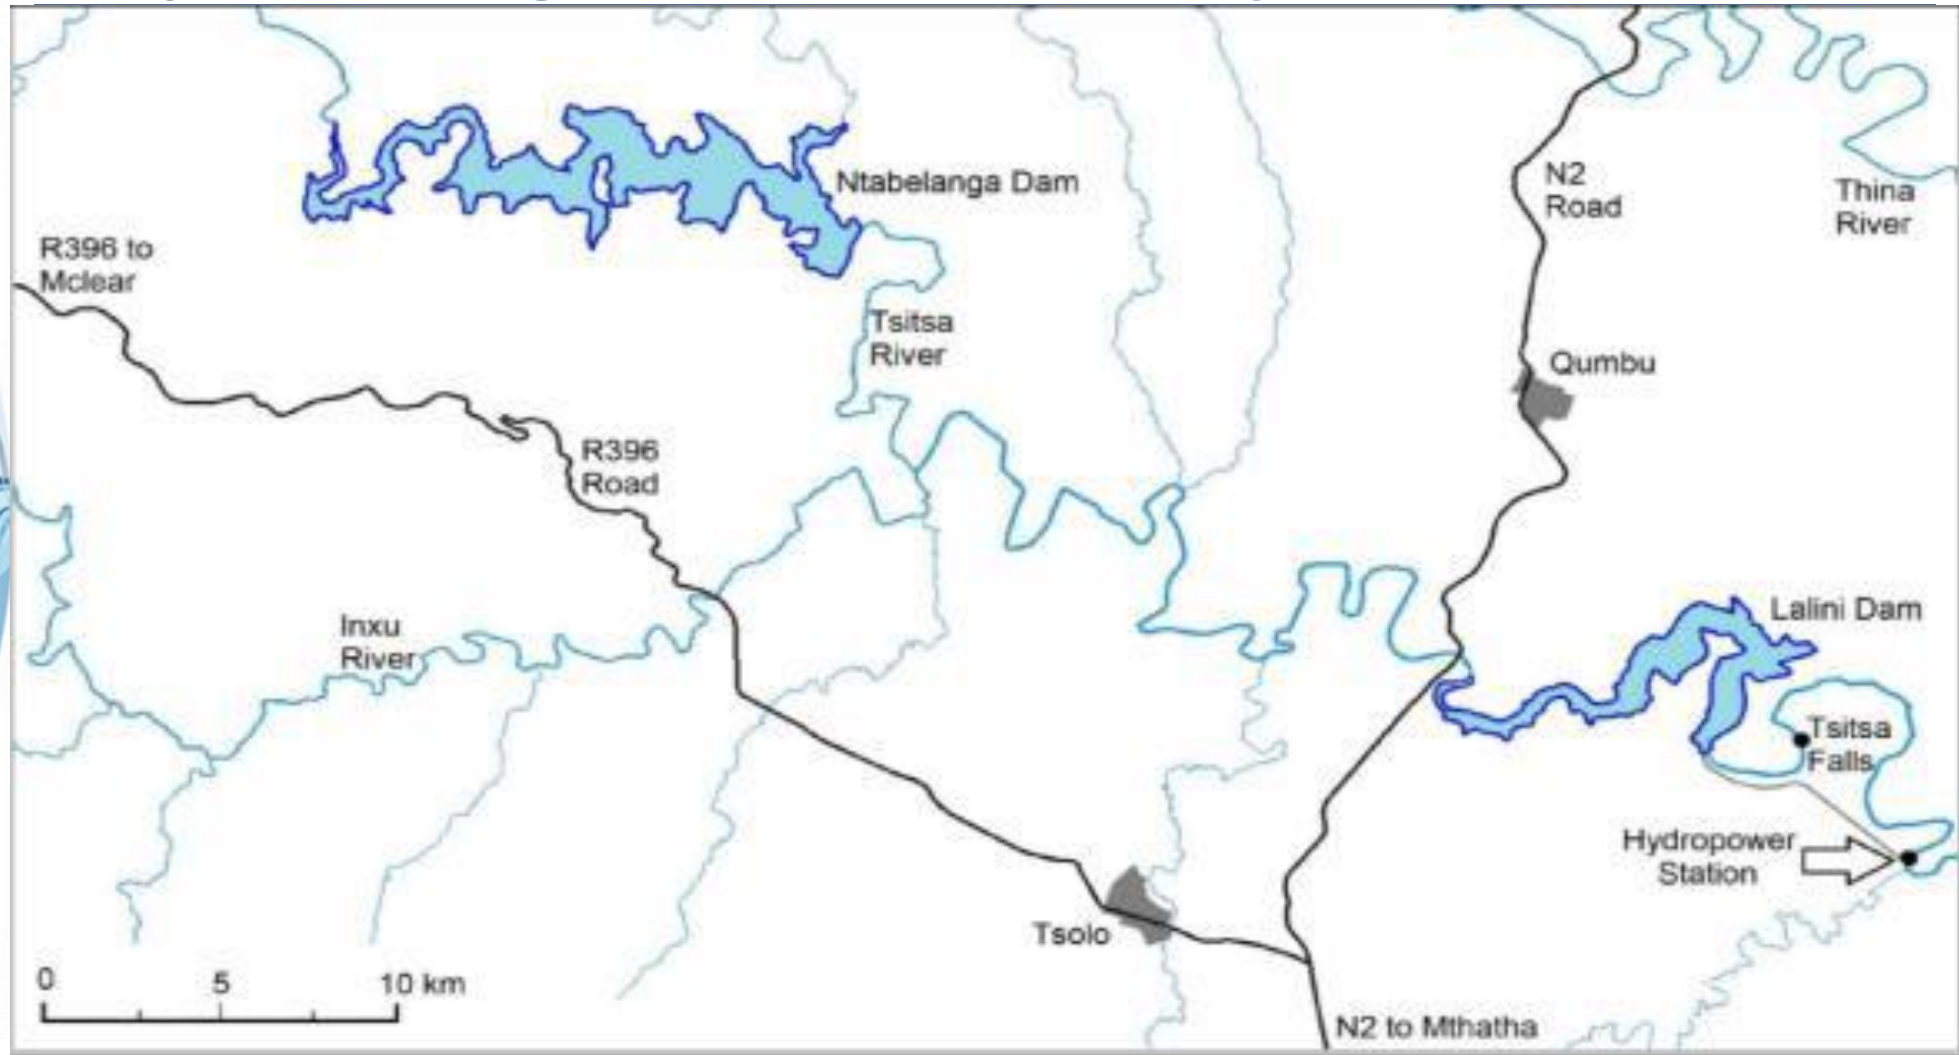 Ntabelanga Dam
N2
Road
Thina
River
R396 to
Mclear
Tsitsa
River
Qumbu
R396
Road
Inxu
River
Lalini Dam
Tsitsa
Falls
Hydropower
Station
Tsolo
0 5 10 km
N2 to Mthatha